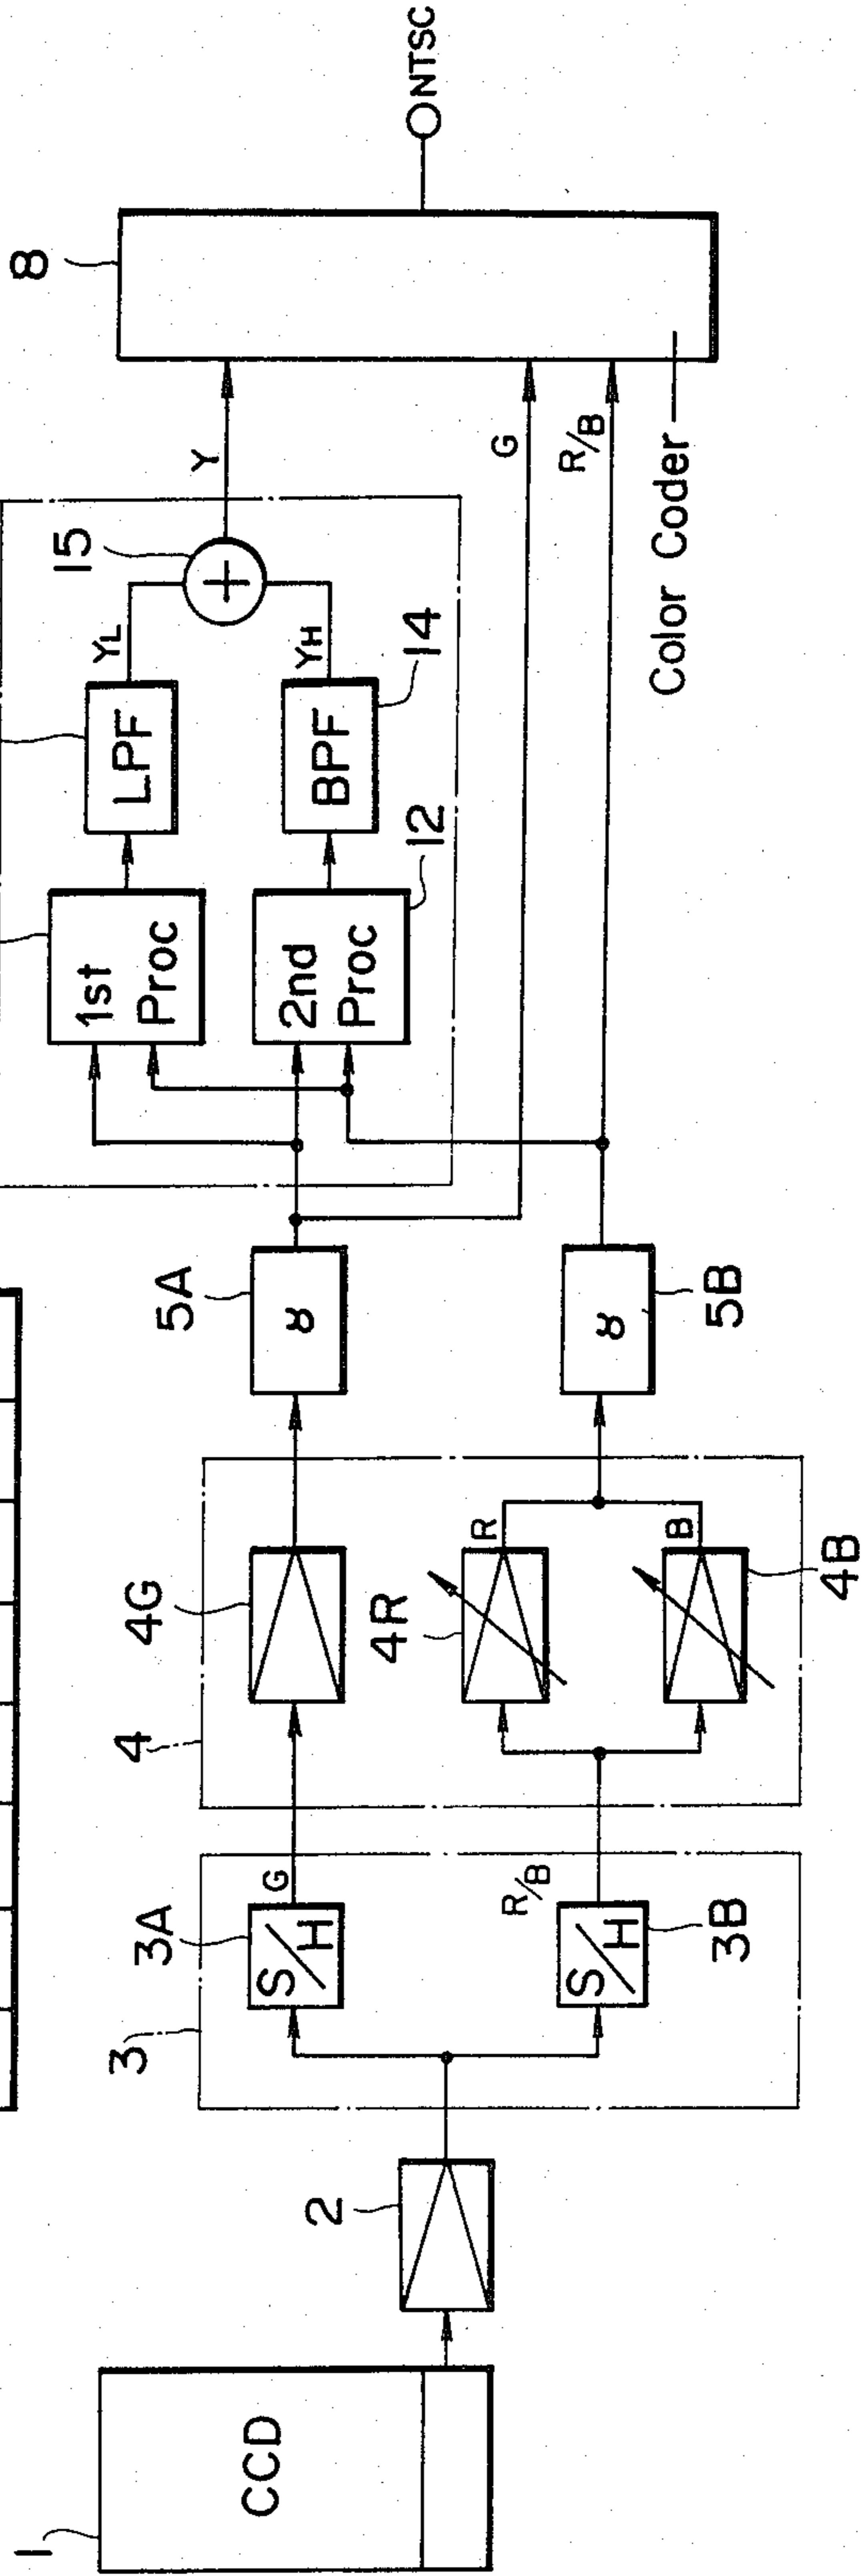 1
CCD
2
3
3A
S/H
G
3B
S/H
R/B
4
4G
4R
R
4B
B
5A
γ
5B
γ
1st
Proc
LPF
YL
15
+
2nd
Proc
12
BPF
14
YH
Y
G
R/B
8
Color Coder
NTSC